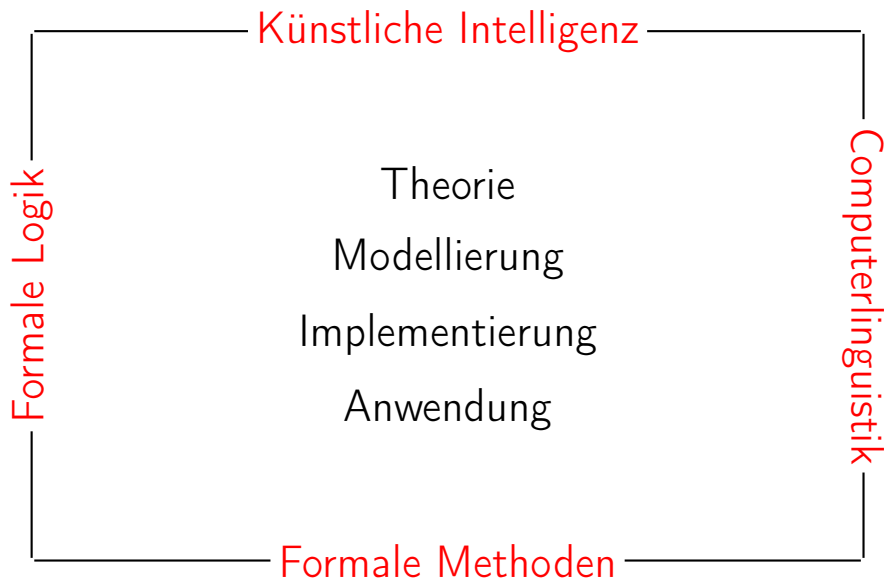 Künstliche Intelligenz
Formale Logik
Theorie
Modellierung
Implementierung
Anwendung
Computerlinguistik
Formale Methoden